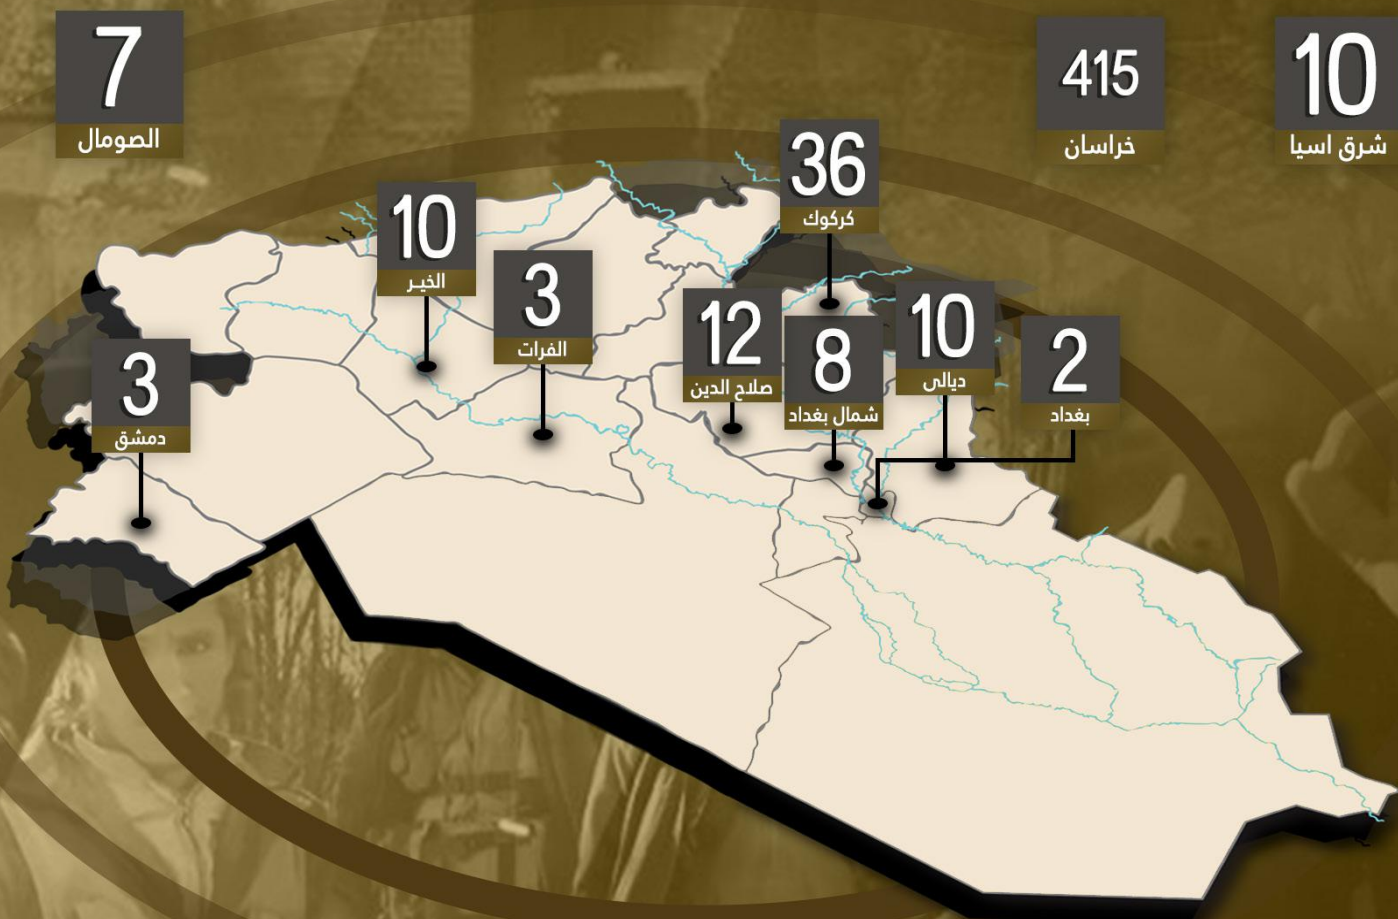 7
الصومال
415
خراسان
10
شرق اسيا
36
كركوك
10
الخير
3
الفرات
12
صلاح الدين
8
شمال بغداد
10
ديالى
2
بغداد
3
دمشق